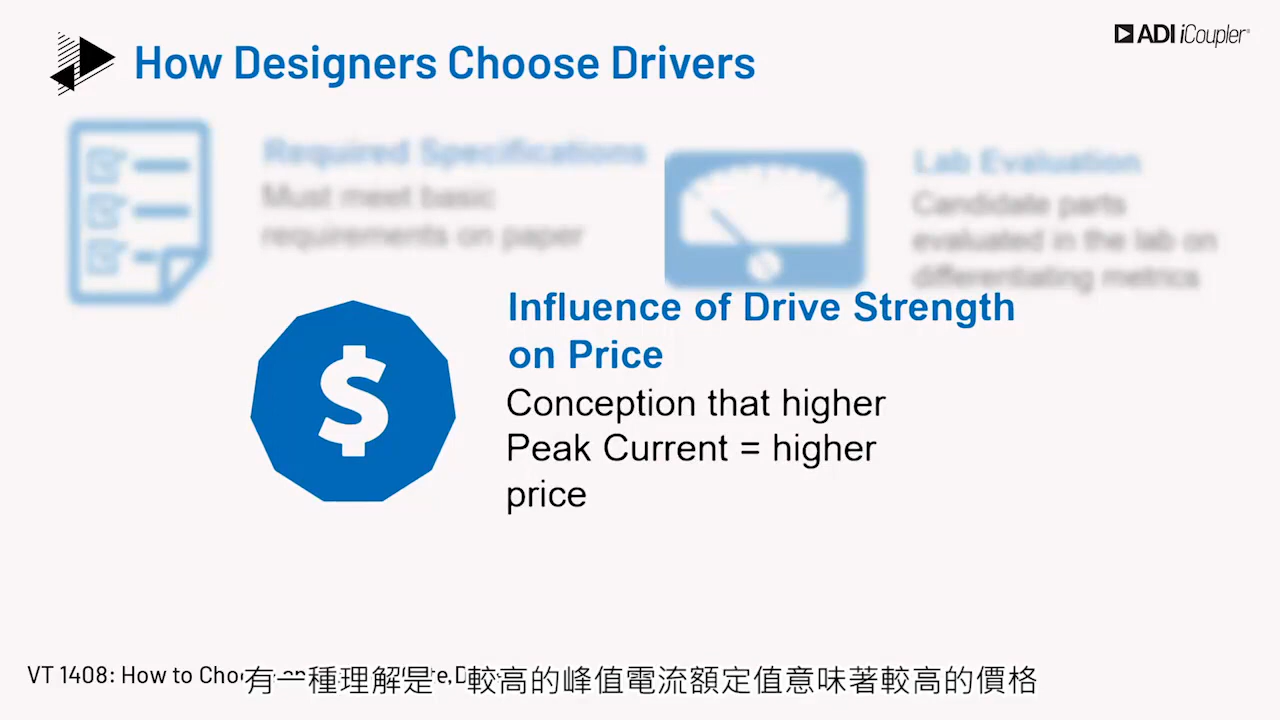 How Designers Choose Drivers
ADI iCoupler®
Required Specifications
Must meet basic
requirements on paper
Lab Evaluation
Candidate parts
evaluated in the lab on
differentiating metrics
Influence of Drive Strength
on Price
Conception that higher
Peak Current = higher
price
VT 1408: How to
有一種理解是 較高的峰值電流額定值意味著較高的價格